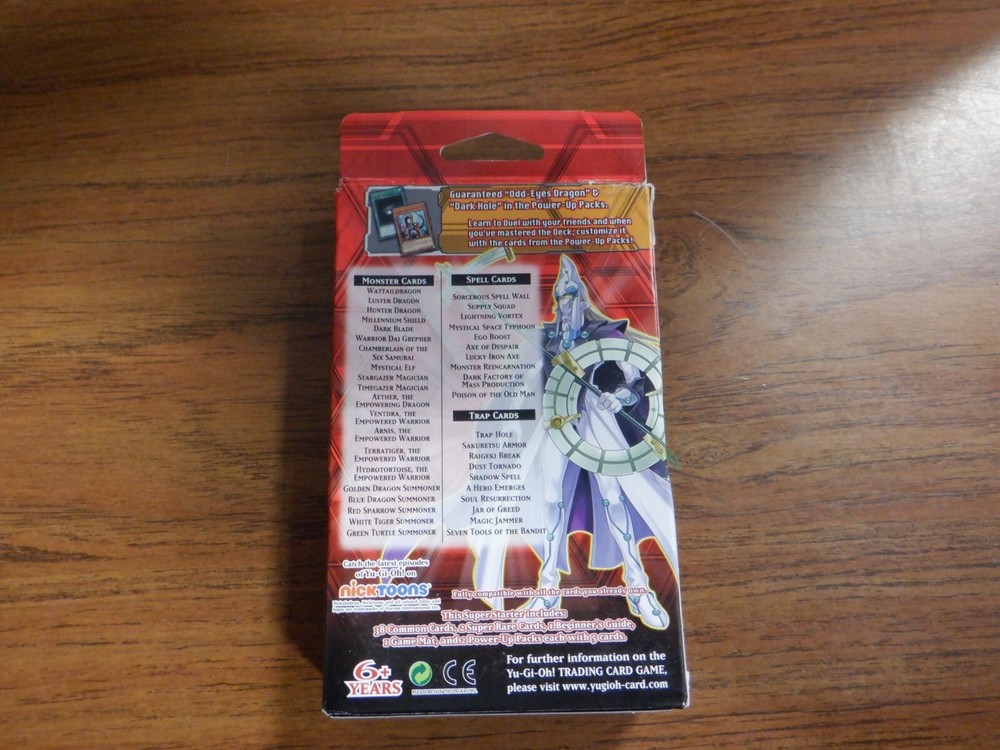 Guaranteed "Odd-Eyes Dragon" &
"Dark Hole" in the Power-Up Packs.
Learn to Duel with your friends and when
you've mastered the Deck, customize it
with the cards from the Power-Up Packs!
MONSTER CARDS
WATTAILDRAGON
LUSTER DRAGON
HUNTER DRAGON
MILLENNIUM SHIELD
DARK BLADE
WARRIOR DAI GREPHER
CHAMBERLAIN OF THE
SIX SAMURAI
MYSTICAL ELF
STARGAZER MAGICIAN
TIMEGAZER MAGICIAN
AETHER, THE
EMPOWERING DRAGON
VENTDRA, THE
EMPOWERED WARRIOR
ARNIS, THE
EMPOWERED WARRIOR
TERRATIGER, THE
EMPOWERED WARRIOR
HYDROTORTOISE, THE
EMPOWERED WARRIOR
GOLDEN DRAGON SUMMONER
BLUE DRAGON SUMMONER
RED SPARROW SUMMONER
WHITE TIGER SUMMONER
GREEN TURTLE SUMMONER
SPELL CARDS
SORCEROUS SPELL WALL
SUPPLY SQUAD
LIGHTNING VORTEX
MYSTICAL SPACE TYPHOON
EGO BOOST
AXE OF DESPAIR
LUCKY IRON AXE
MONSTER REINCARNATION
DARK FACTORY OF
MASS PRODUCTION
POISON OF THE OLD MAN
TRAP CARDS
TRAP HOLE
SAKURETSU ARMOR
RAIGEKI BREAK
DUST TORNADO
SHADOW SPELL
A HERO EMERGES
SOUL RESURRECTION
JAR OF GREED
MAGIC JAMMER
SEVEN TOOLS OF THE BANDIT
Catch the latest episodes
of Yu-Gi-Oh! on
nickTOONS
Fully compatible with all the cards you already own.
This Super Starter includes:
38 Common Cards, 2 Super Rare Cards, 1 Beginner's Guide,
1 Game Mat, and 2 Power-Up Packs each with 5 cards.
6+
YEARS
CE
For further information on the
Yu-Gi-Oh! TRADING CARD GAME,
please visit www.yugioh-card.com